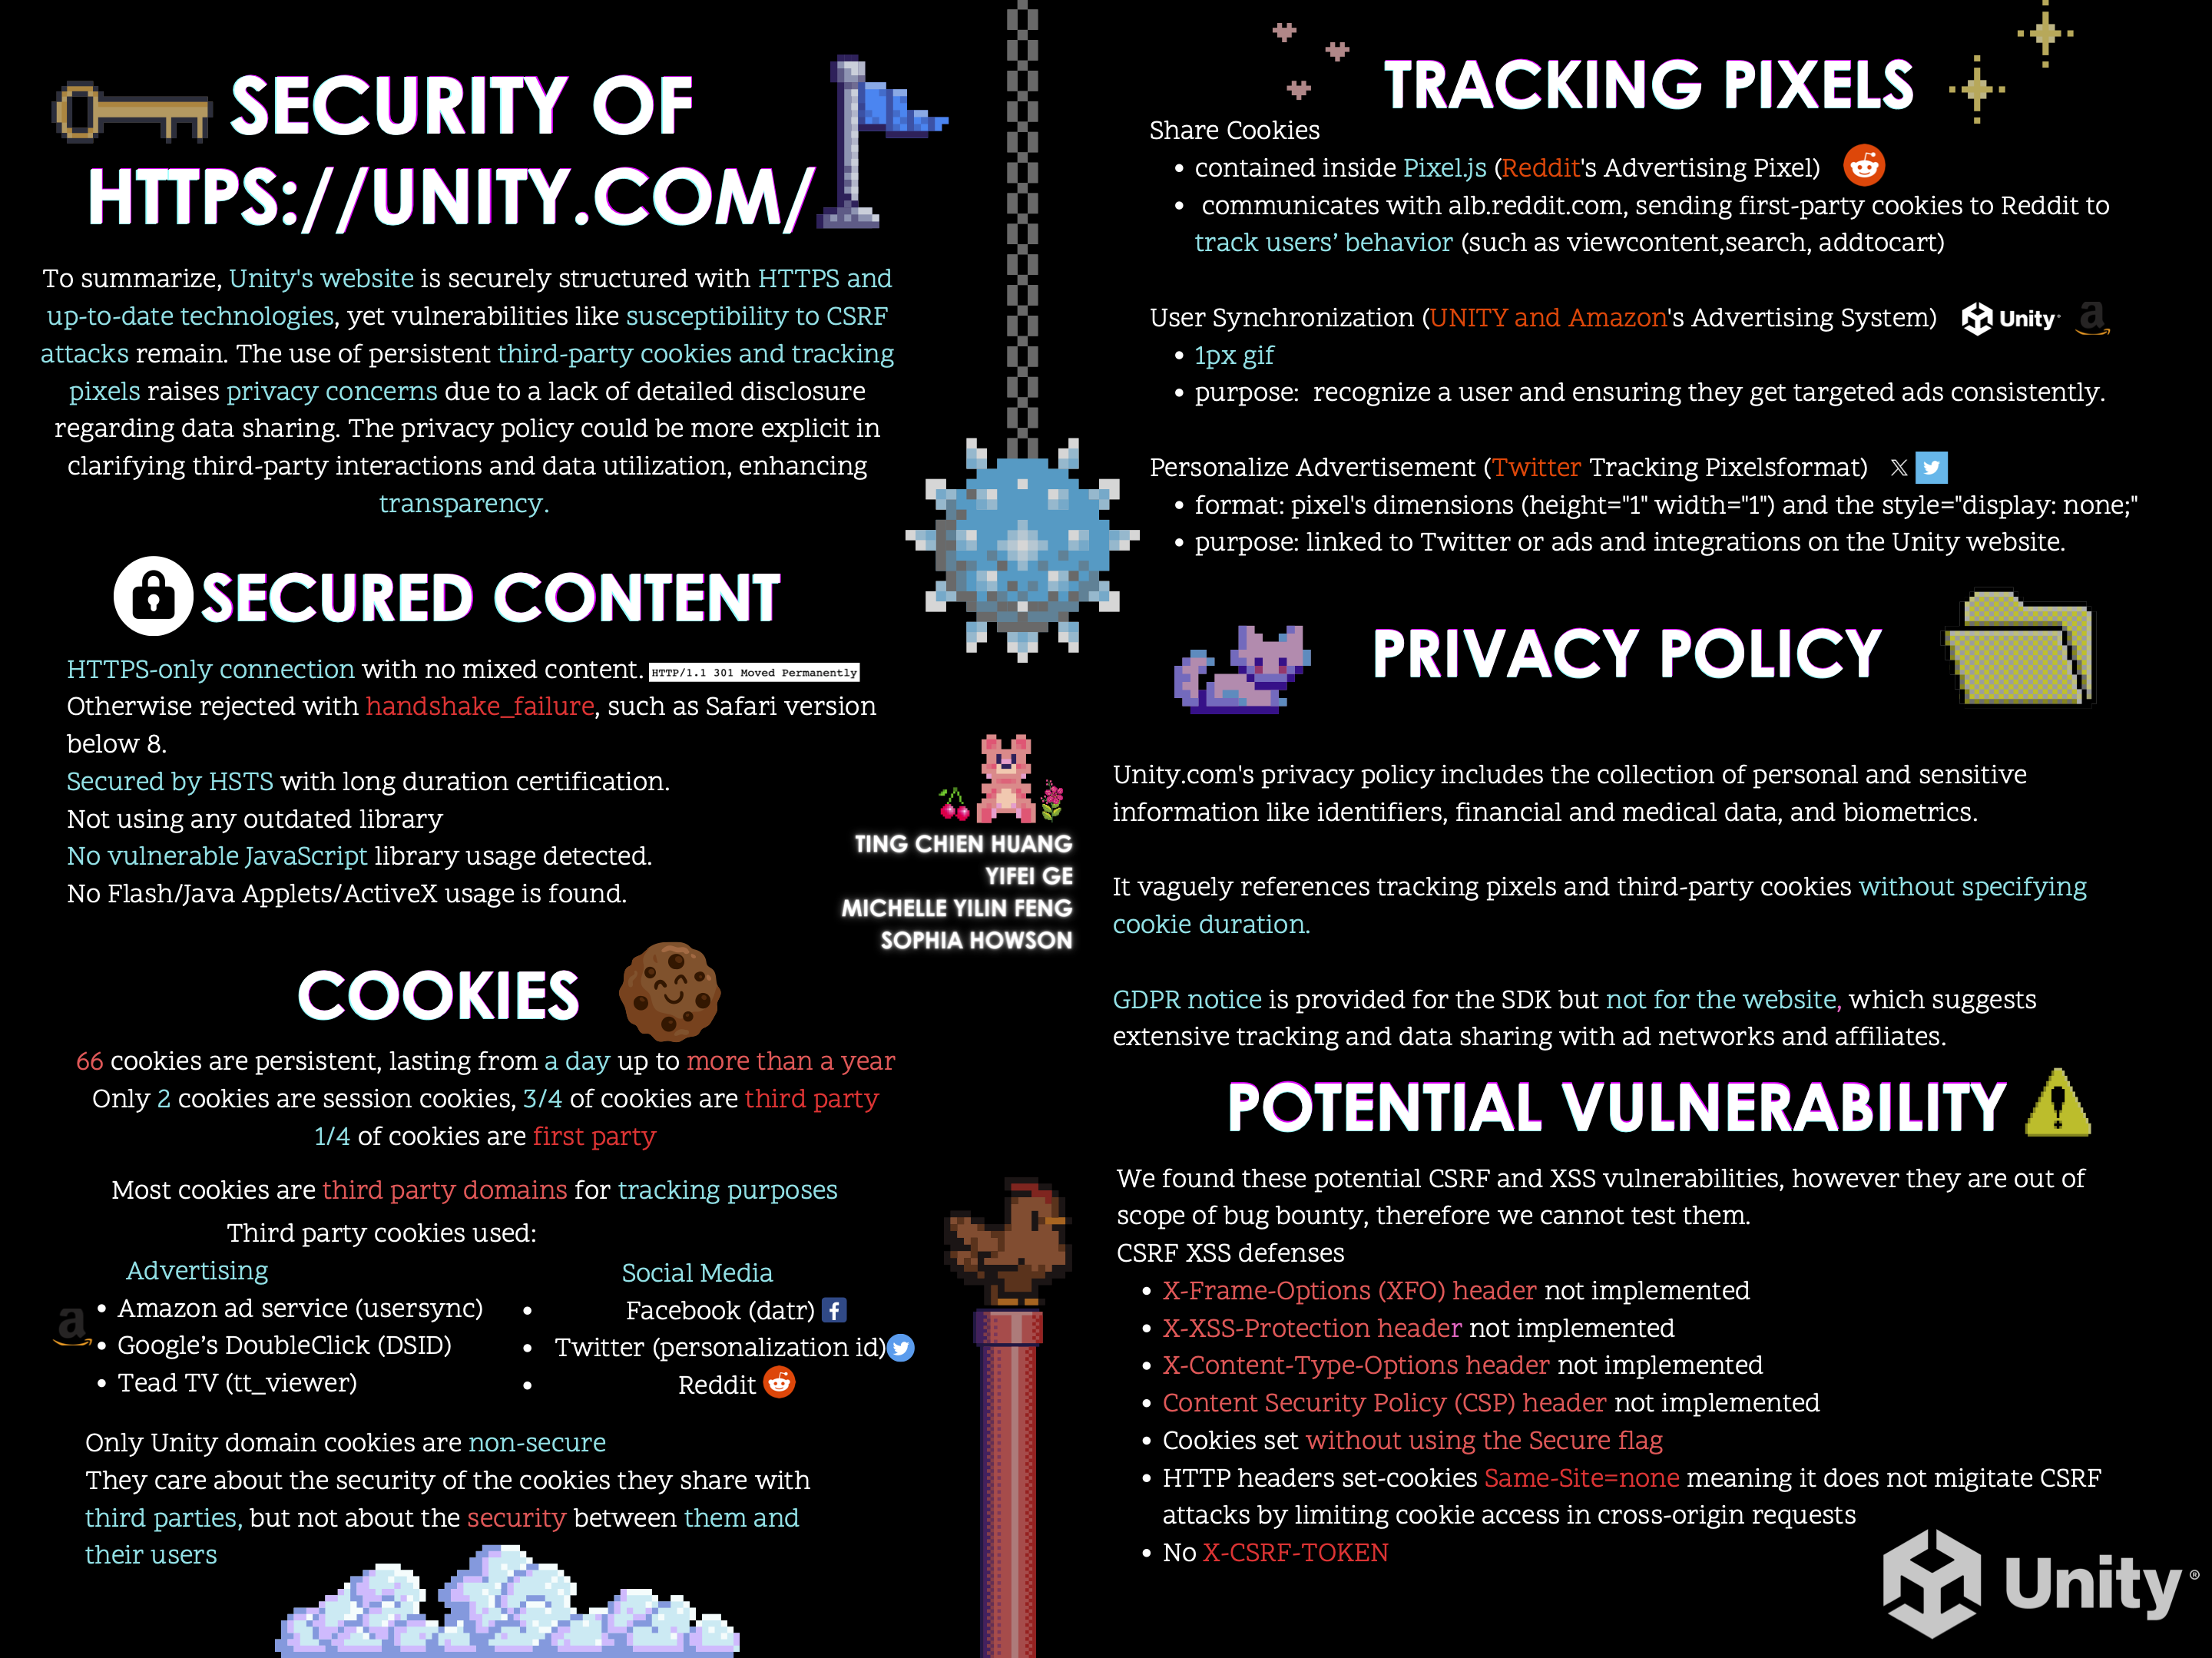 SECURITY OF
HTTPS://UNITY.COM/
To summarize, Unity's website is securely structured with HTTPS and
up-to-date technologies, yet vulnerabilities like susceptibility to CSRF
attacks remain. The use of persistent third-party cookies and tracking
pixels raises privacy concerns due to a lack of detailed disclosure
regarding data sharing. The privacy policy could be more explicit in
clarifying third-party interactions and data utilization, enhancing
transparency.
SECURED CONTENT
HTTPS-only connection with no mixed content. HTTP/1.1 301 Moved Permanently
Otherwise rejected with handshake_failure, such as Safari version
below 8.
Secured by HSTS with long duration certification.
Not using any outdated library
No vulnerable JavaScript library usage detected.
No Flash/Java Applets/ActiveX usage is found.
TING CHIEN HUANG
YIFEI GE
MICHELLE YILIN FENG
SOPHIA HOWSON
COOKIES
66 cookies are persistent, lasting from a day up to more than a year
Only 2 cookies are session cookies, 3/4 of cookies are third party
1/4 of cookies are first party
Most cookies are third party domains for tracking purposes
Third party cookies used:
Advertising
• Amazon ad service (usersync)
• Google’s DoubleClick (DSID)
• Tead TV (tt_viewer)
Social Media
• Facebook (datr)
• Twitter (personalization id)
• Reddit
Only Unity domain cookies are non-secure
They care about the security of the cookies they share with
third parties, but not about the security between them and
their users
TRACKING PIXELS
Share Cookies
• contained inside Pixel.js (Reddit's Advertising Pixel)
• communicates with alb.reddit.com, sending first-party cookies to Reddit to
track users’ behavior (such as viewcontent,search, addtocart)
User Synchronization (UNITY and Amazon's Advertising System) Unity
• 1px gif
• purpose: recognize a user and ensuring they get targeted ads consistently.
Personalize Advertisement (Twitter Tracking Pixelsformat)
• format: pixel's dimensions (height="1" width="1") and the style="display: none;"
• purpose: linked to Twitter or ads and integrations on the Unity website.
PRIVACY POLICY
Unity.com's privacy policy includes the collection of personal and sensitive
information like identifiers, financial and medical data, and biometrics.
It vaguely references tracking pixels and third-party cookies without specifying
cookie duration.
GDPR notice is provided for the SDK but not for the website, which suggests
extensive tracking and data sharing with ad networks and affiliates.
POTENTIAL VULNERABILITY
We found these potential CSRF and XSS vulnerabilities, however they are out of
scope of bug bounty, therefore we cannot test them.
CSRF XSS defenses
• X-Frame-Options (XFO) header not implemented
• X-XSS-Protection header not implemented
• X-Content-Type-Options header not implemented
• Content Security Policy (CSP) header not implemented
• Cookies set without using the Secure flag
• HTTP headers set-cookies Same-Site=none meaning it does not migitate CSRF
attacks by limiting cookie access in cross-origin requests
• No X-CSRF-TOKEN
Unity®